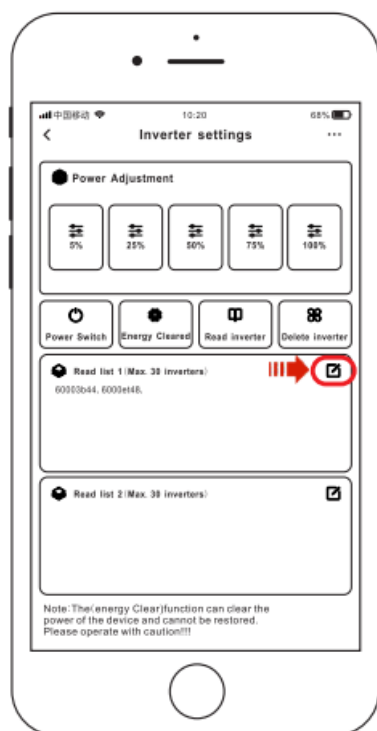 中国移动 10:20 68%
Inverter settings
Power Adjustment
5% 25% 50% 75% 100%
Power Switch Energy Cleared Read inverter Delete inverter
Read list 1（Max. 30 inverters）
60003b44, 6000et48,
Read list 2（Max. 30 inverters）
Note:The(energy Clear)function can clear the
power of the device and cannot be restored.
Please operate with caution!!!